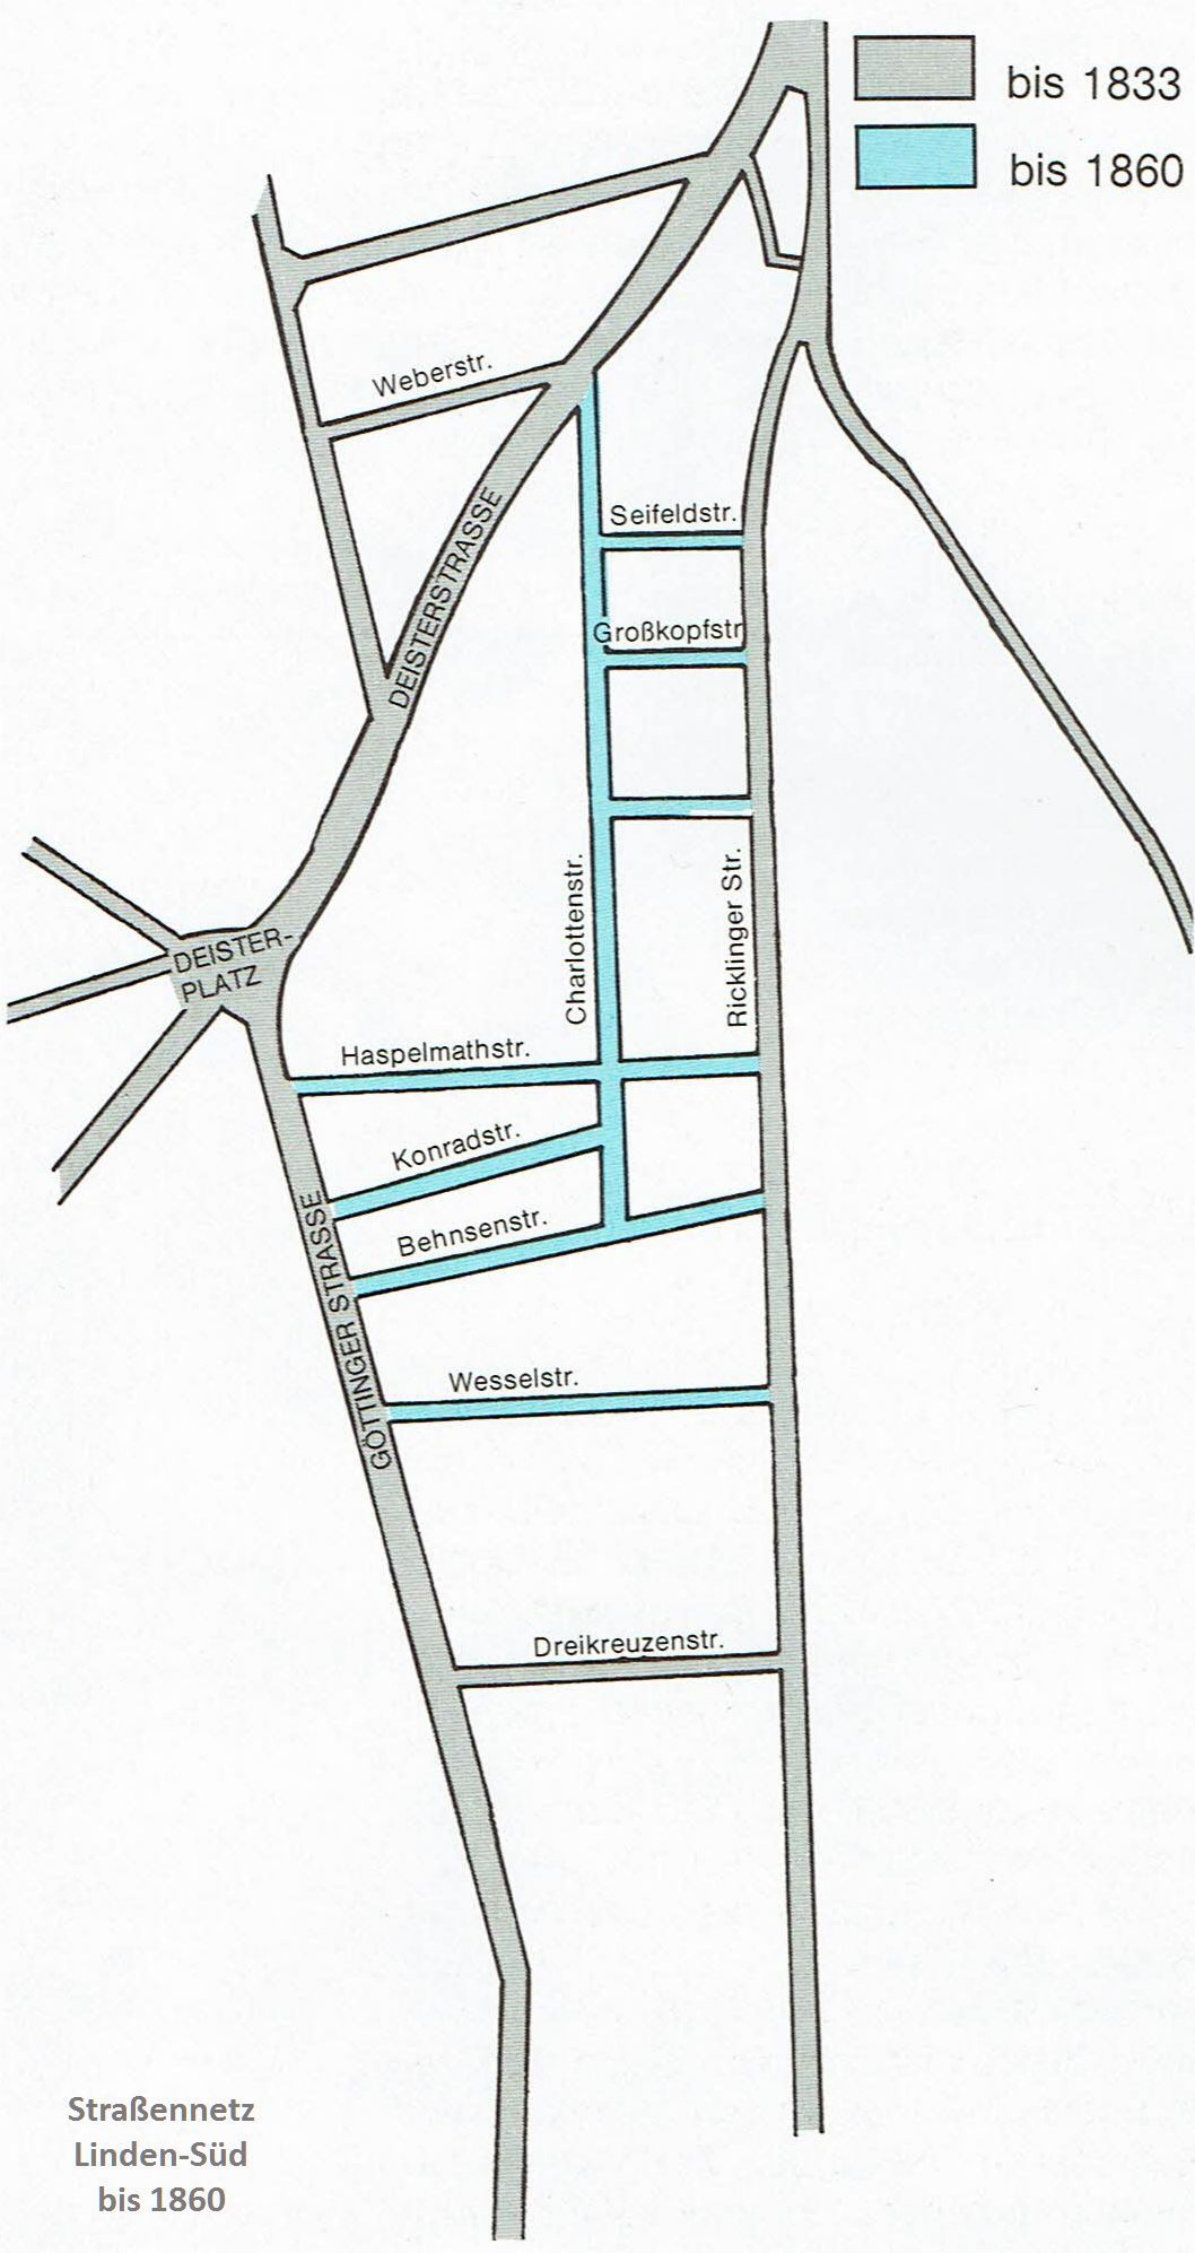 bis 1833
bis 1860
Weberstr.
DEISTERSTRASSE
Seifeldstr.
Großkopfstr
Charlottenstr.
Ricklinger Str.
DEISTER-
PLATZ
Haspelmathstr.
Konradstr.
Behnsenstr.
GÖTTINGER STRASSE
Wesselstr.
Dreikreuzenstr.
Straßennetz
Linden-Süd
bis 1860